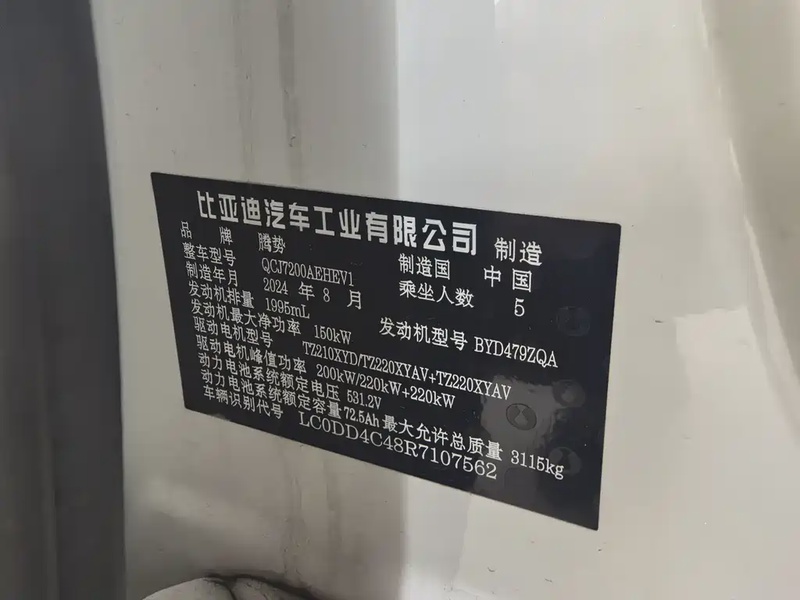 比亚迪汽车工业有限公司 制造
品牌 腾势 制造国 中国
整车型号 QCJ7200AEHEV1 乘坐人数 5
制造年月 2024 年 8 月
发动机排量 1995mL 发动机型号 BYD479ZQA
发动机最大净功率 150kW
驱动电机型号 TZ210XYD/TZ220XYAV+TZ220XYAV
驱动电机峰值功率 200kW/220kW+220kW
动力电池系统额定电压 531.2V
动力电池系统额定容量 72.5Ah 最大允许总质量 3115kg
车辆识别代号 LC0DD4C48R7107562